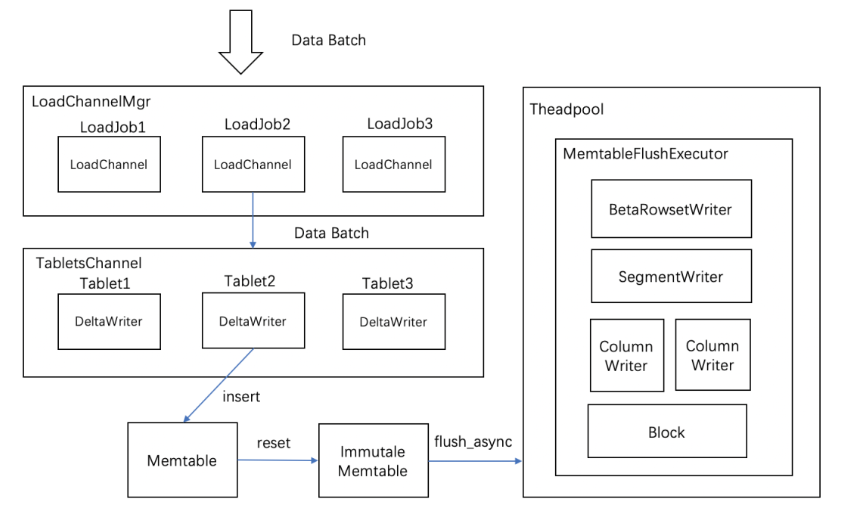 Data Batch
LoadChannelMgr
LoadJob1
LoadJob2
LoadJob3
LoadChannel
LoadChannel
LoadChannel
Data Batch
TabletsChannel
Tablet1
Tablet2
Tablet3
DeltaWriter
DeltaWriter
DeltaWriter
insert
Memtable
reset
Immutale
Memtable
flush_async
Theadpool
MemtableFlushExecutor
BetaRowsetWriter
SegmentWriter
Column
Writer
Column
Writer
Block